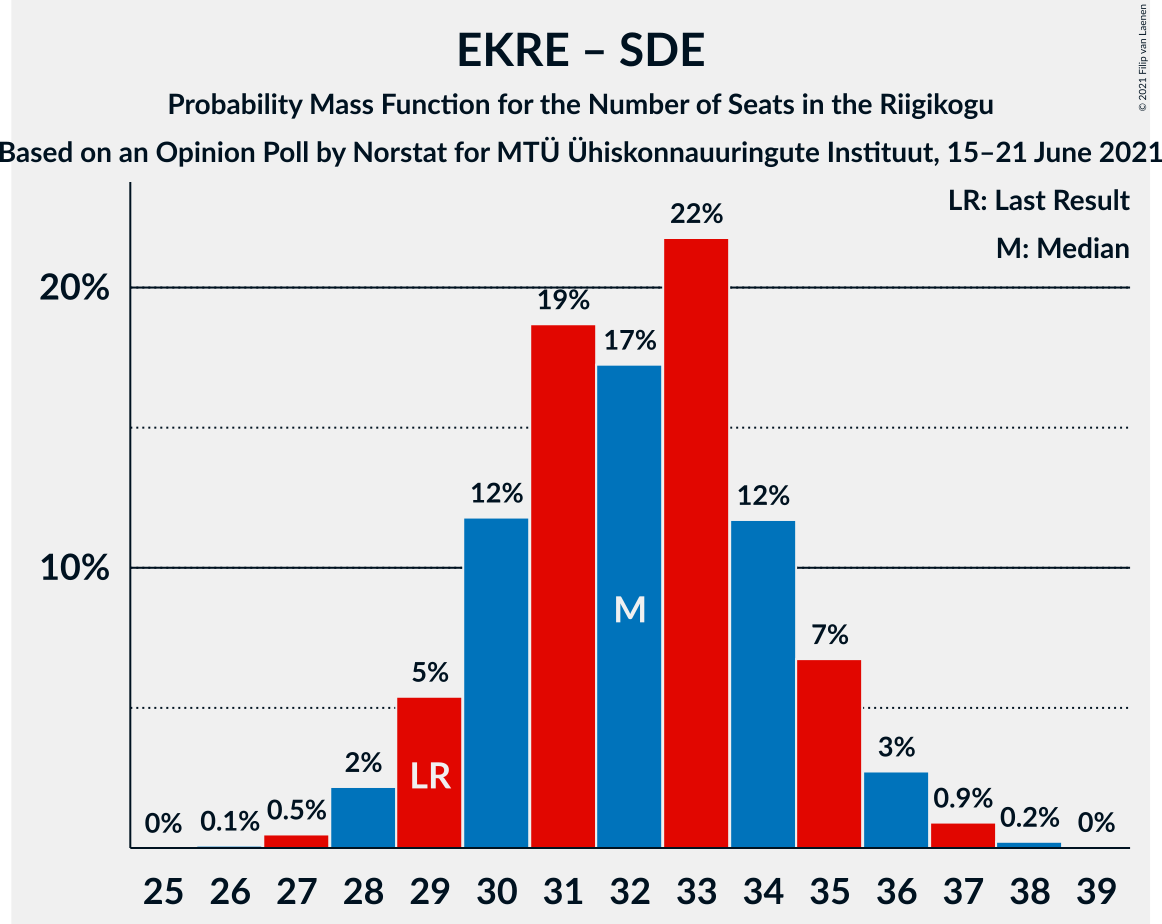 EKRE – SDE
Probability Mass Function for the Number of Seats in the Riigikogu
Based on an Opinion Poll by Norstat for MTÜ Ühiskonnauuringute Instituut, 15–21 June 2021
© 2021 Filip van Laenen
LR: Last Result
M: Median
22%
20%
19%
17%
12%
12%
10%
M
7%
5%
3%
2%
LR
0.9%
0.5%
0.2%
0.1%
0%
0%
25 26 27 28 29 30 31 32 33 34 35 36 37 38 39